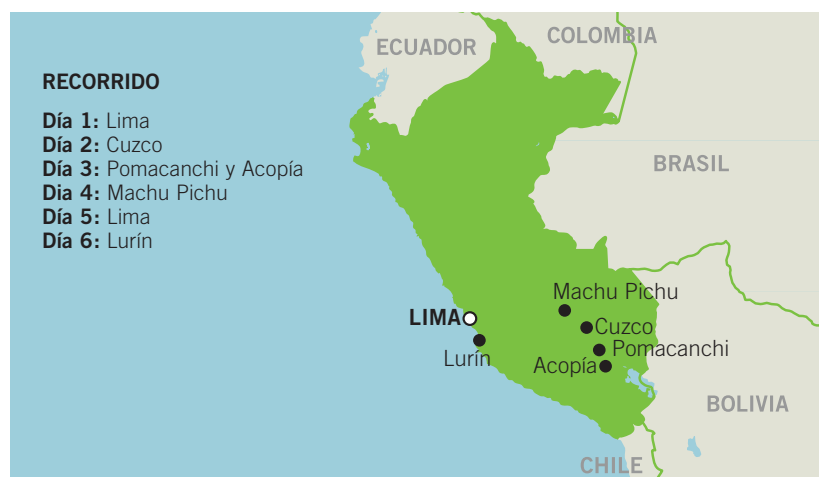 RECORRIDO
Día 1: Lima
Día 2: Cuzco
Día 3: Pomacanchi y Acopía
Dia 4: Machu Pichu
Día 5: Lima
Día 6: Lurín
ECUADOR
COLOMBIA
BRASIL
Machu Pichu
LIMA
Cuzco
Pomacanchi
Lurín
Acopía
BOLIVIA
CHILE